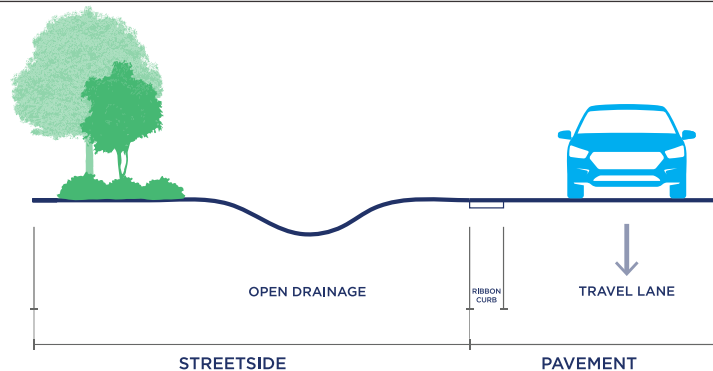 OPEN DRAINAGE
RIBBON
CURB
TRAVEL LANE
STREETSIDE
PAVEMENT